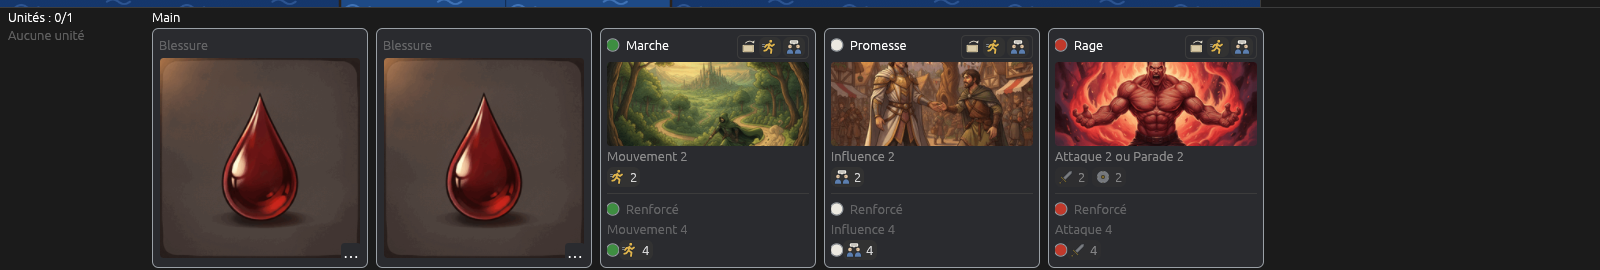 Unités : 0/1
Aucune unité
Main
Blessure
...
Blessure
...
Marche
Mouvement 2
2
Renforcé
Mouvement 4
4
Promesse
Influence 2
2
Renforcé
Influence 4
4
Rage
Attaque 2 ou Parade 2
2 2
Renforcé
Attaque 4
4